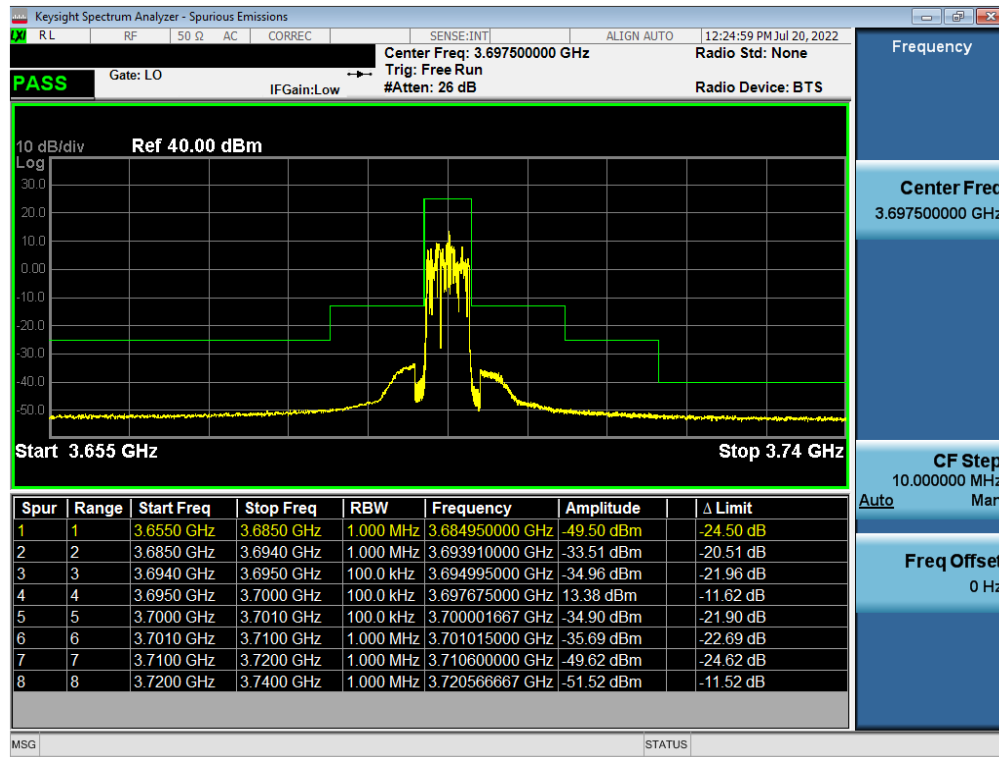 Keysight Spectrum Analyzer - Spurious Emissions
LXI RL RF 50 Ω AC CORREC SENSE:INT ALIGN AUTO 12:24:59 PM Jul 20, 2022
Center Freq: 3.697500000 GHz Radio Std: None
Gate: LO Trig: Free Run
PASS IFGain:Low #Atten: 26 dB Radio Device: BTS
10 dB/div Ref 40.00 dBm
Log
30.0
20.0
10.0
0.00
-10.0
-20.0
-30.0
-40.0
-50.0
Start 3.655 GHz Stop 3.74 GHz
Spur Range Start Freq Stop Freq RBW Frequency Amplitude Δ Limit
1 1 3.6550 GHz 3.6850 GHz 1.000 MHz 3.684950000 GHz -49.50 dBm -24.50 dB
2 2 3.6850 GHz 3.6940 GHz 1.000 MHz 3.693910000 GHz -33.51 dBm -20.51 dB
3 3 3.6940 GHz 3.6950 GHz 100.0 kHz 3.694995000 GHz -34.96 dBm -21.96 dB
4 4 3.6950 GHz 3.7000 GHz 100.0 kHz 3.697675000 GHz 13.38 dBm -11.62 dB
5 5 3.7000 GHz 3.7010 GHz 100.0 kHz 3.700001667 GHz -34.90 dBm -21.90 dB
6 6 3.7010 GHz 3.7100 GHz 1.000 MHz 3.701015000 GHz -35.69 dBm -22.69 dB
7 7 3.7100 GHz 3.7200 GHz 1.000 MHz 3.710600000 GHz -49.62 dBm -24.62 dB
8 8 3.7200 GHz 3.7400 GHz 1.000 MHz 3.720566667 GHz -51.52 dBm -11.52 dB
MSG STATUS
Frequency
Center Freq
3.697500000 GHz
CF Step
10.000000 MHz
Auto Man
Freq Offset
0 Hz